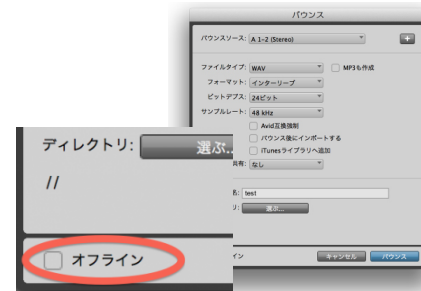 バウンス
バウンスソース: A 1-2 (Stereo)
ファイルタイプ: WAV MP3も作成
フォーマット: インターリーブ
ビットデプス: 24ビット
サンプルレート: 48 kHz
Avid互換強制
バウンス後にインポートする
iTunesライブラリへ追加
共有: なし
名: test
リ: 選ぶ...
イン キャンセル バウンス
ディレクトリ: 選ぶ..
//
オフライン